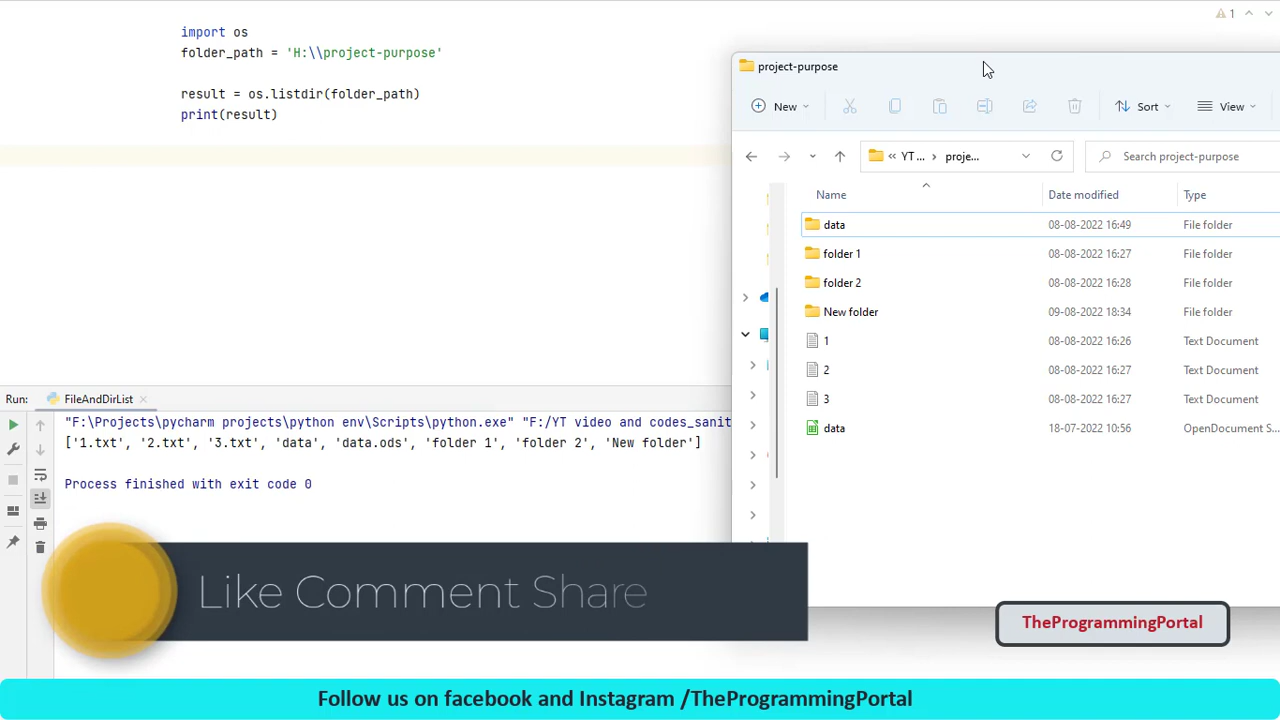 1
import os
folder_path = 'H:\\project-purpose'
result = os.listdir(folder_path)
print(result)
project-purpose
New
Sort
View
« YT ... > proje...
Search project-purpose
Name Date modified Type
data 08-08-2022 16:49 File folder
folder 1 08-08-2022 16:27 File folder
folder 2 08-08-2022 16:28 File folder
New folder 09-08-2022 18:34 File folder
1 08-08-2022 16:26 Text Document
2 08-08-2022 16:27 Text Document
3 08-08-2022 16:27 Text Document
data 18-07-2022 10:56 OpenDocument S...
Run: FileAndDirList
"F:\Projects\pycharm projects\python env\Scripts\python.exe" "F:/YT video and codes_sanit
['1.txt', '2.txt', '3.txt', 'data', 'data.ods', 'folder 1', 'folder 2', 'New folder']
Process finished with exit code 0
Like Comment Share
TheProgrammingPortal
Follow us on facebook and Instagram /TheProgrammingPortal